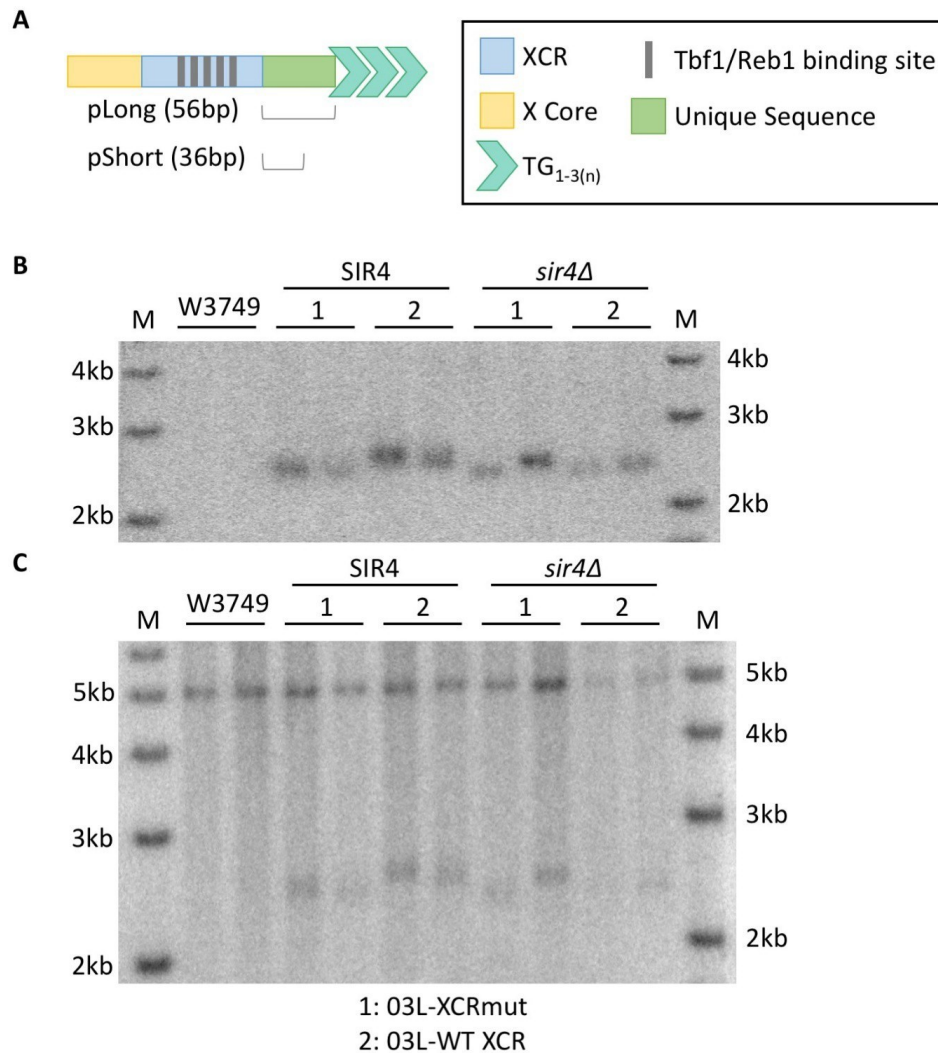 A
pLong (56bp)
pShort (36bp)
XCR
Tbf1/Reb1 binding site
X Core
Unique Sequence
TG1-3(n)
B
SIR4 sir4Δ
M W3749 1 2 1 2 M
4kb 4kb
3kb 3kb
2kb 2kb
C
SIR4 sir4Δ
M W3749 1 2 1 2 M
5kb 5kb
4kb 4kb
3kb 3kb
2kb 2kb
1: 03L-XCRmut
2: 03L-WT XCR